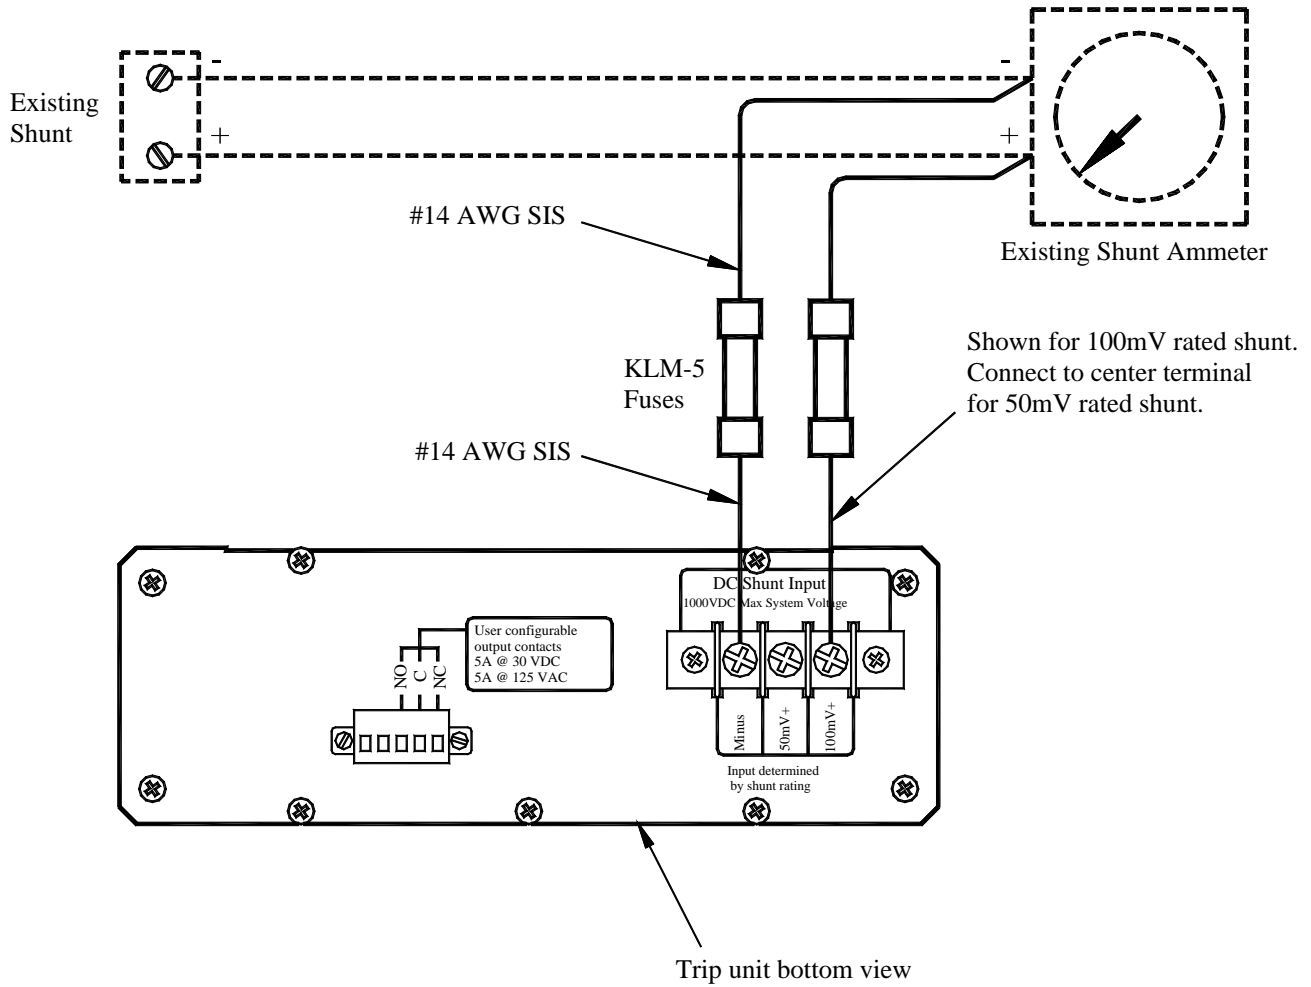 -
-
Existing
Shunt
+
+
#14 AWG SIS
Existing Shunt Ammeter
KLM-5
Fuses
Shown for 100mV rated shunt.
Connect to center terminal
for 50mV rated shunt.
#14 AWG SIS
DC Shunt Input
1000VDC Max System Voltage
User configurable
output contacts
5A @ 30 VDC
5A @ 125 VAC
NO
C
NC
Minus
50mV+
100mV+
Input determined
by shunt rating
Trip unit bottom view